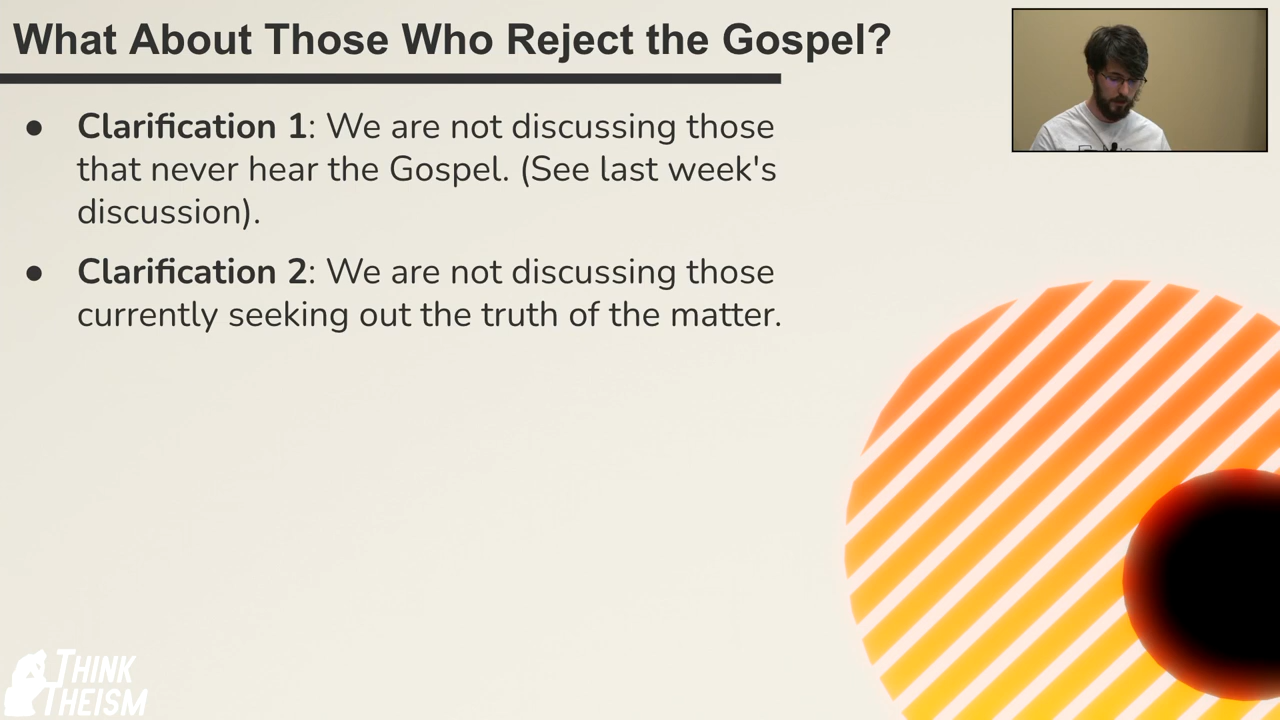 What About Those Who Reject the Gospel?
● Clarification 1: We are not discussing those
that never hear the Gospel. (See last week's
discussion).
● Clarification 2: We are not discussing those
currently seeking out the truth of the matter.
THINK
THEISM